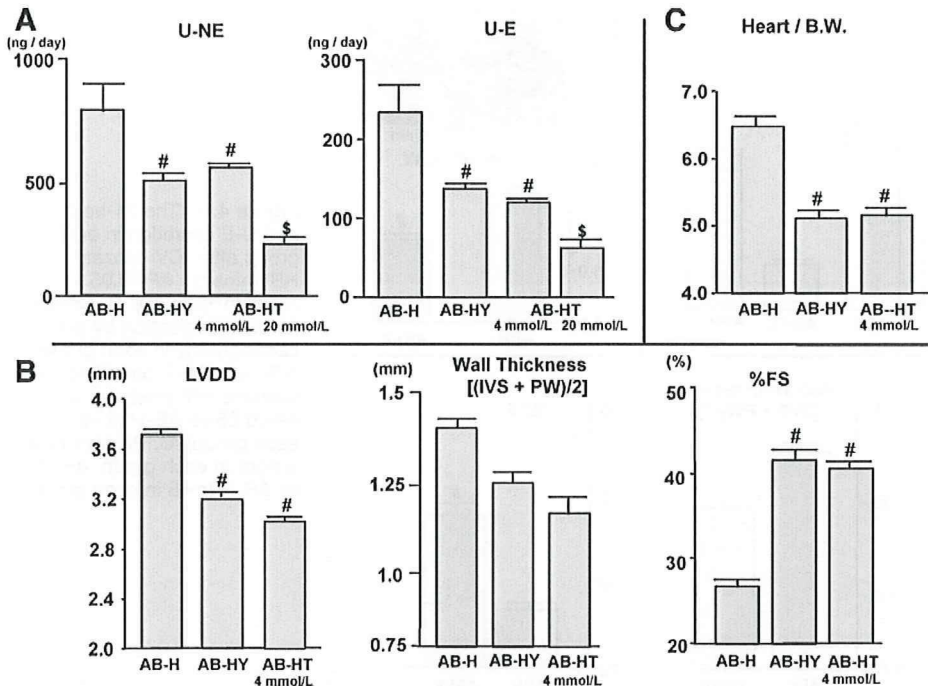 A
U-NE
(ng / day)
1000
500
0
#
#
$
AB-H
AB-HY
AB-HT
4 mmol/L
20 mmol/L
U-E
(ng / day)
300
200
100
0
#
#
$
AB-H
AB-HY
AB-HT
4 mmol/L
20 mmol/L
C
Heart / B.W.
7.0
6.0
5.0
4.0
#
#
AB-H
AB-HY
AB--HT
4 mmol/L
B
LVDD
(mm)
4.0
3.6
3.2
2.8
2.4
2.0
#
#
AB-H
AB-HY
AB-HT
4 mmol/L
Wall Thickness
[(IVS + PW)/2]
(mm)
1.5
1.25
1.0
0.75
AB-H
AB-HY
AB-HT
4 mmol/L
%FS
(%)
50
40
30
20
#
#
AB-H
AB-HY
AB-HT
4 mmol/L